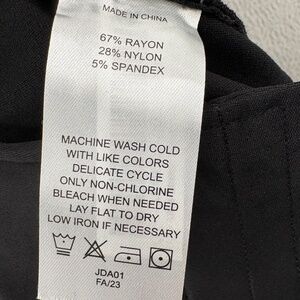 MADE IN CHINA
67% RAYON
28% NYLON
5% SPANDEX
MACHINE WASH COLD
WITH LIKE COLORS
DELICATE CYCLE
ONLY NON-CHLORINE
BLEACH WHEN NEEDED
LAY FLAT TO DRY
LOW IRON IF NECESSARY
JDA01
FA/23